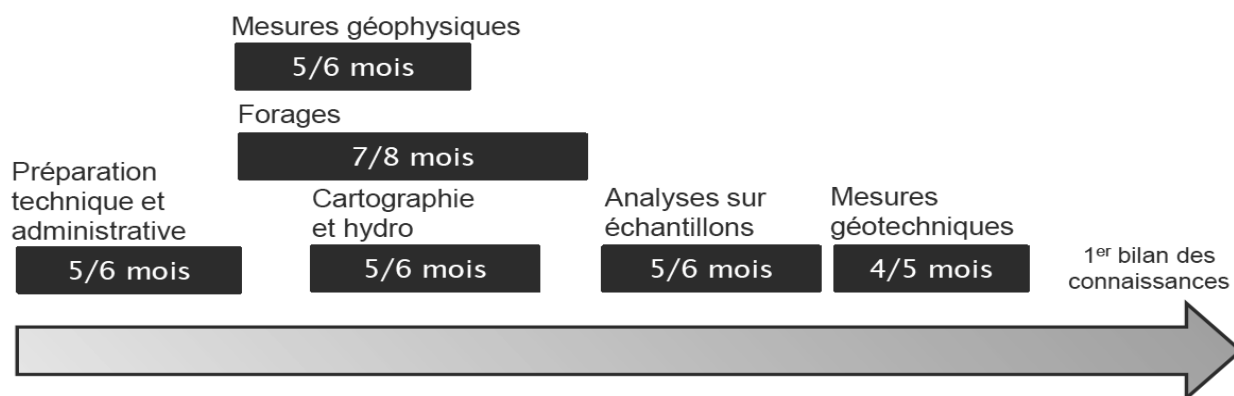 Mesures géophysiques
5/6 mois
Forages
7/8 mois
Préparation
technique et
administrative
5/6 mois
Cartographie
et hydro
5/6 mois
Analyses sur
échantillons
5/6 mois
Mesures
géotechniques
4/5 mois
1er bilan des
connaissances